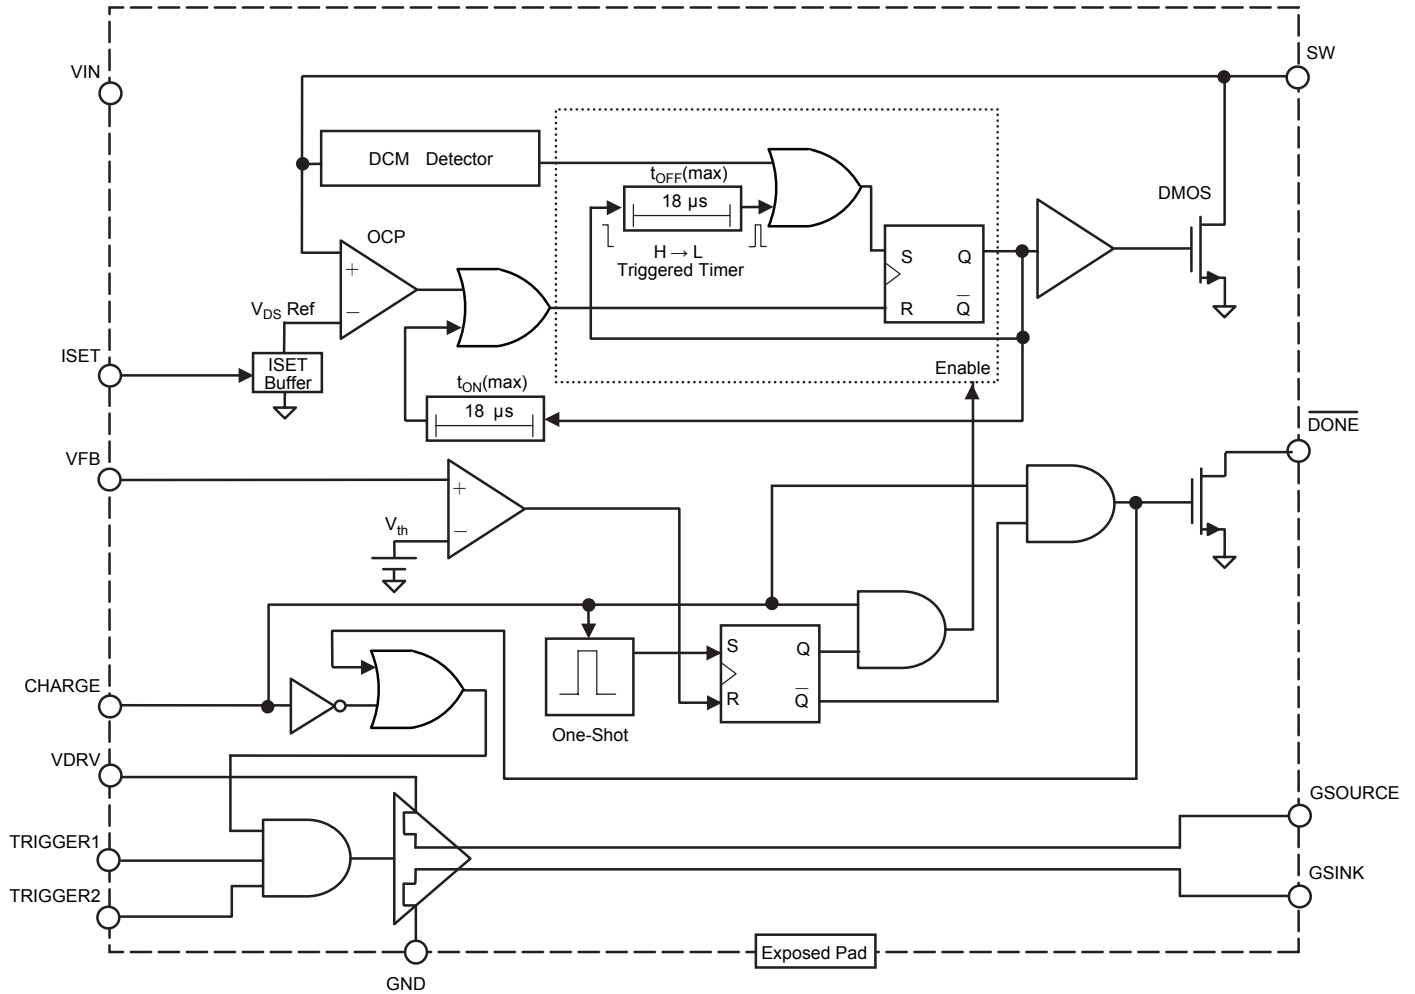 SW
VIN
DCM Detector
tOFF(max)
18 µs
DMOS
OCP
H → L
Triggered Timer
S
Q
+
−
R
Q̅
VDS Ref
ISET
ISET
Buffer
Enable
tON(max)
18 µs
D̅O̅N̅E̅
VFB
+
−
Vth
S
Q
R
Q̅
CHARGE
One-Shot
VDRV
GSOURCE
TRIGGER1
GSINK
TRIGGER2
Exposed Pad
GND